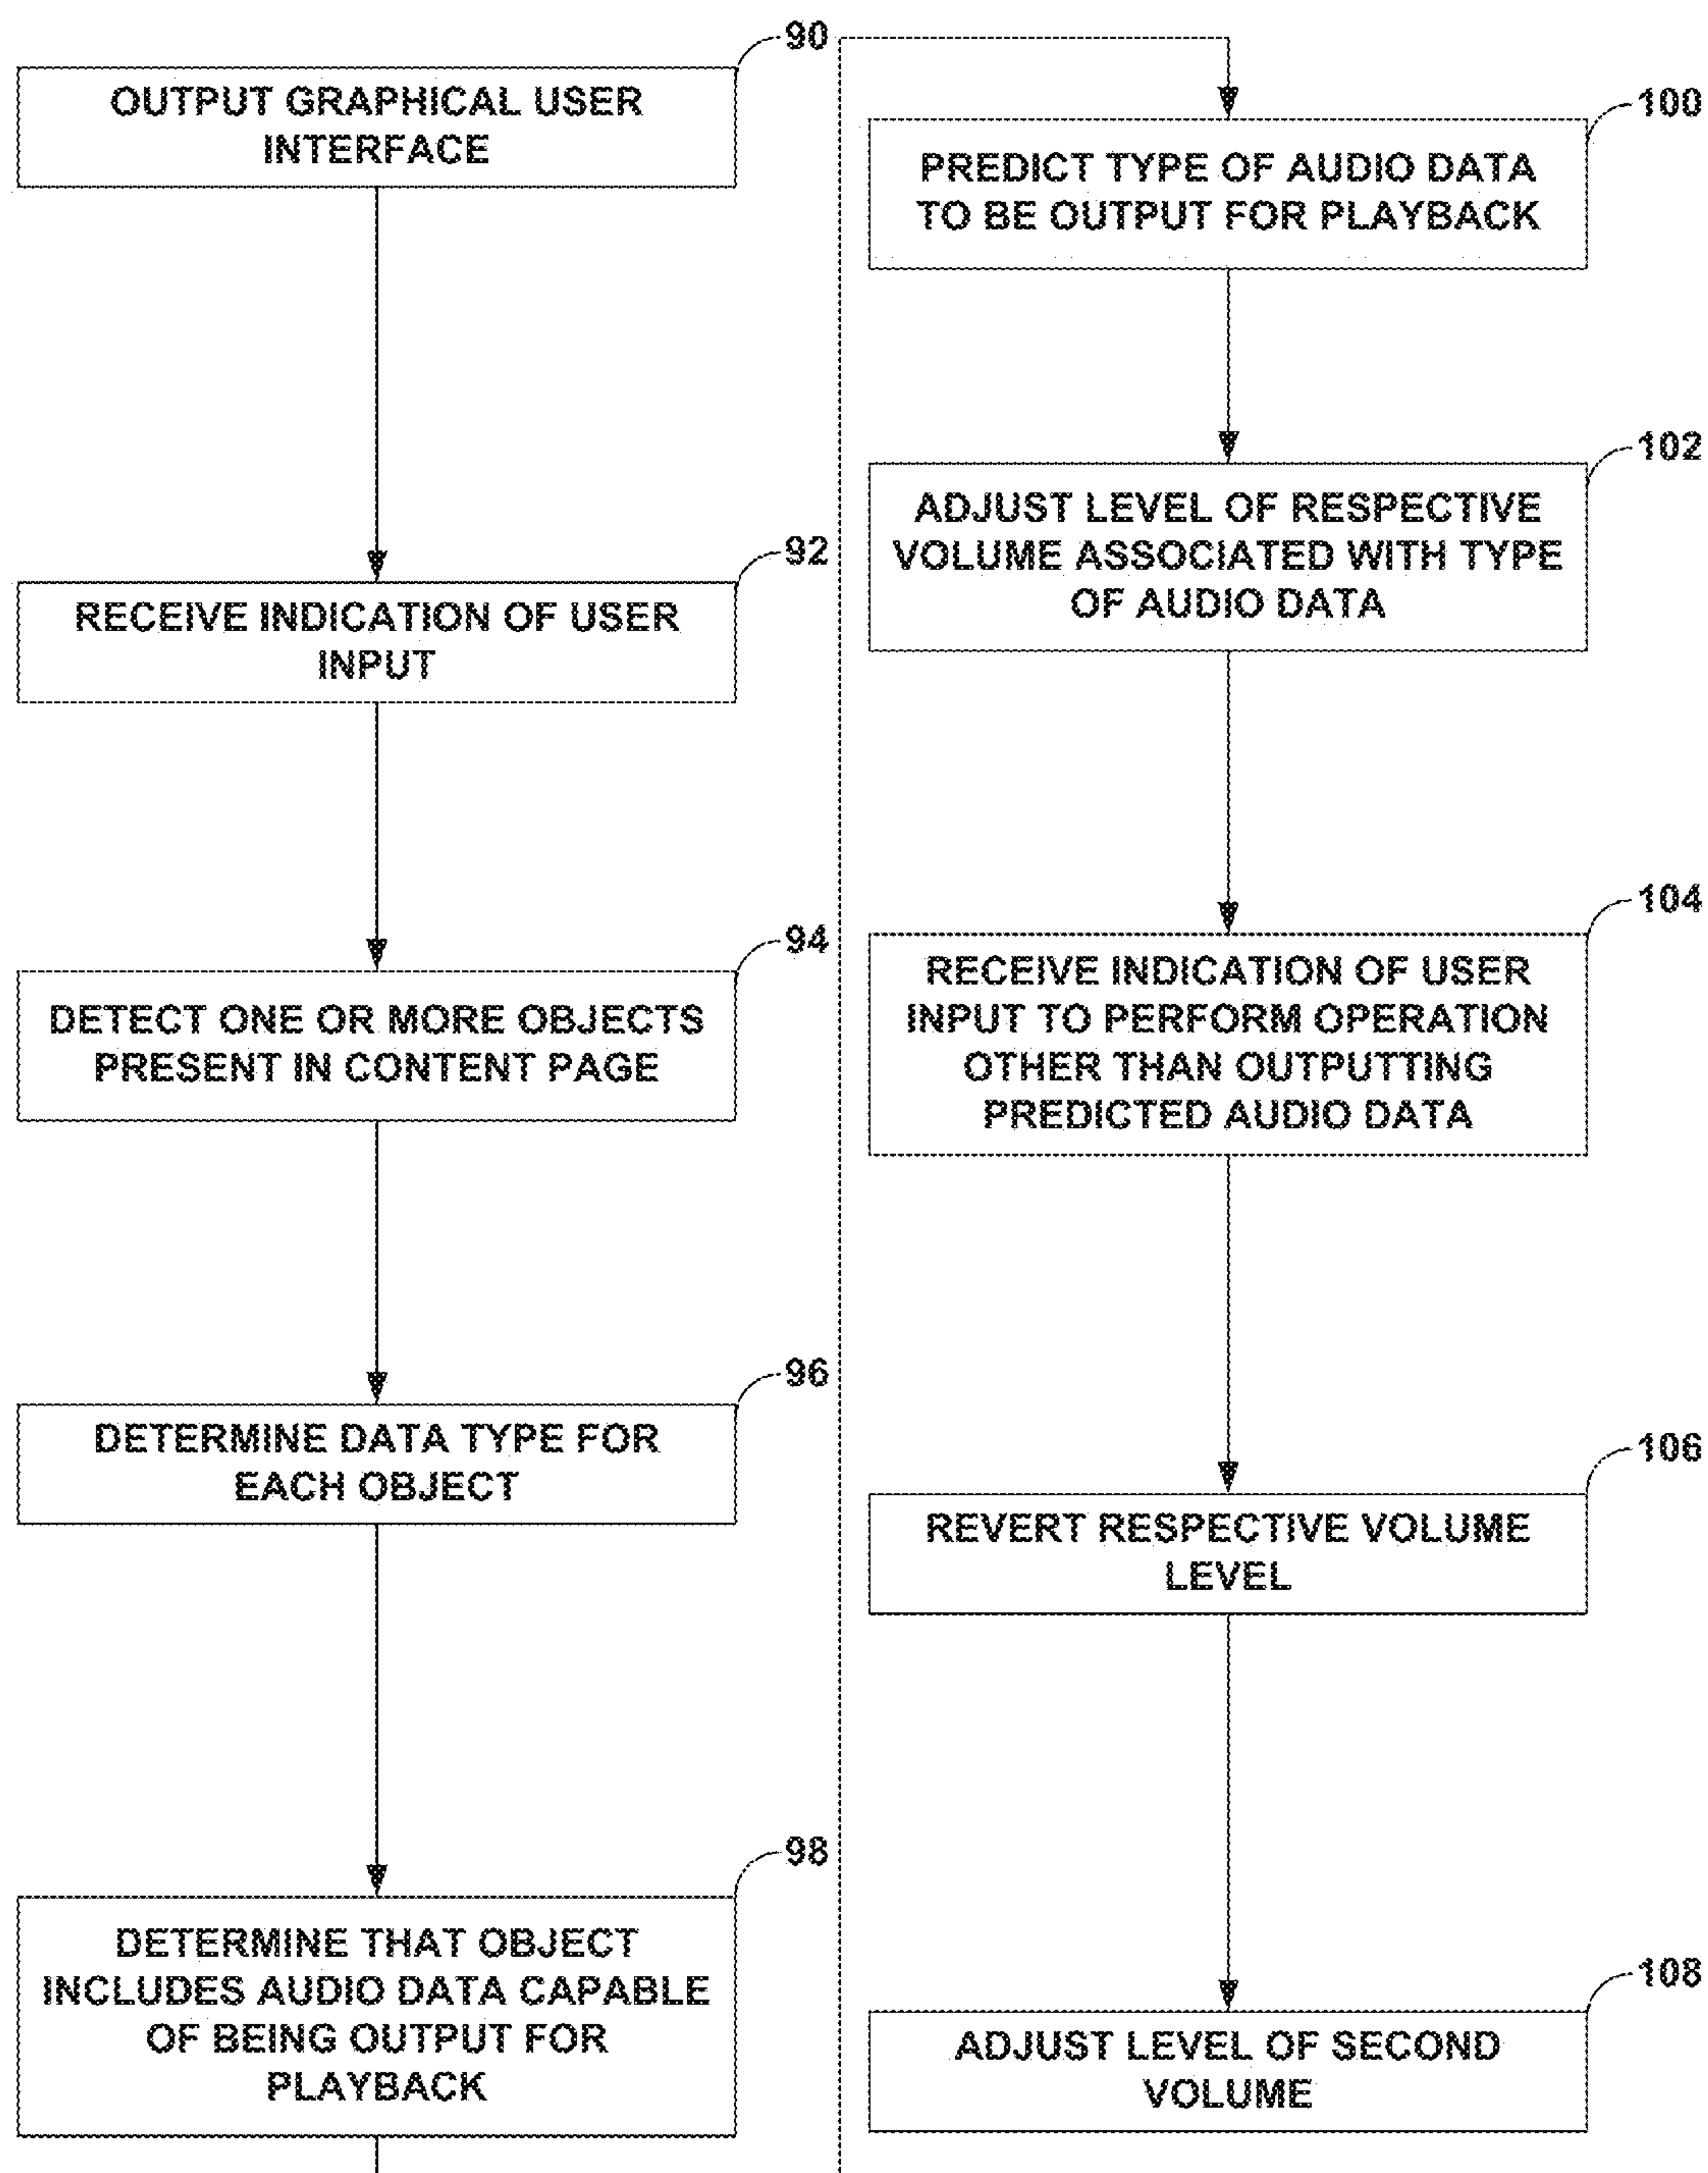 90
OUTPUT GRAPHICAL USER
INTERFACE
92
RECEIVE INDICATION OF USER
INPUT
94
DETECT ONE OR MORE OBJECTS
PRESENT IN CONTENT PAGE
96
DETERMINE DATA TYPE FOR
EACH OBJECT
98
DETERMINE THAT OBJECT
INCLUDES AUDIO DATA CAPABLE
OF BEING OUTPUT FOR
PLAYBACK
100
PREDICT TYPE OF AUDIO DATA
TO BE OUTPUT FOR PLAYBACK
102
ADJUST LEVEL OF RESPECTIVE
VOLUME ASSOCIATED WITH TYPE
OF AUDIO DATA
104
RECEIVE INDICATION OF USER
INPUT TO PERFORM OPERATION
OTHER THAN OUTPUTTING
PREDICTED AUDIO DATA
106
REVERT RESPECTIVE VOLUME
LEVEL
108
ADJUST LEVEL OF SECOND
VOLUME